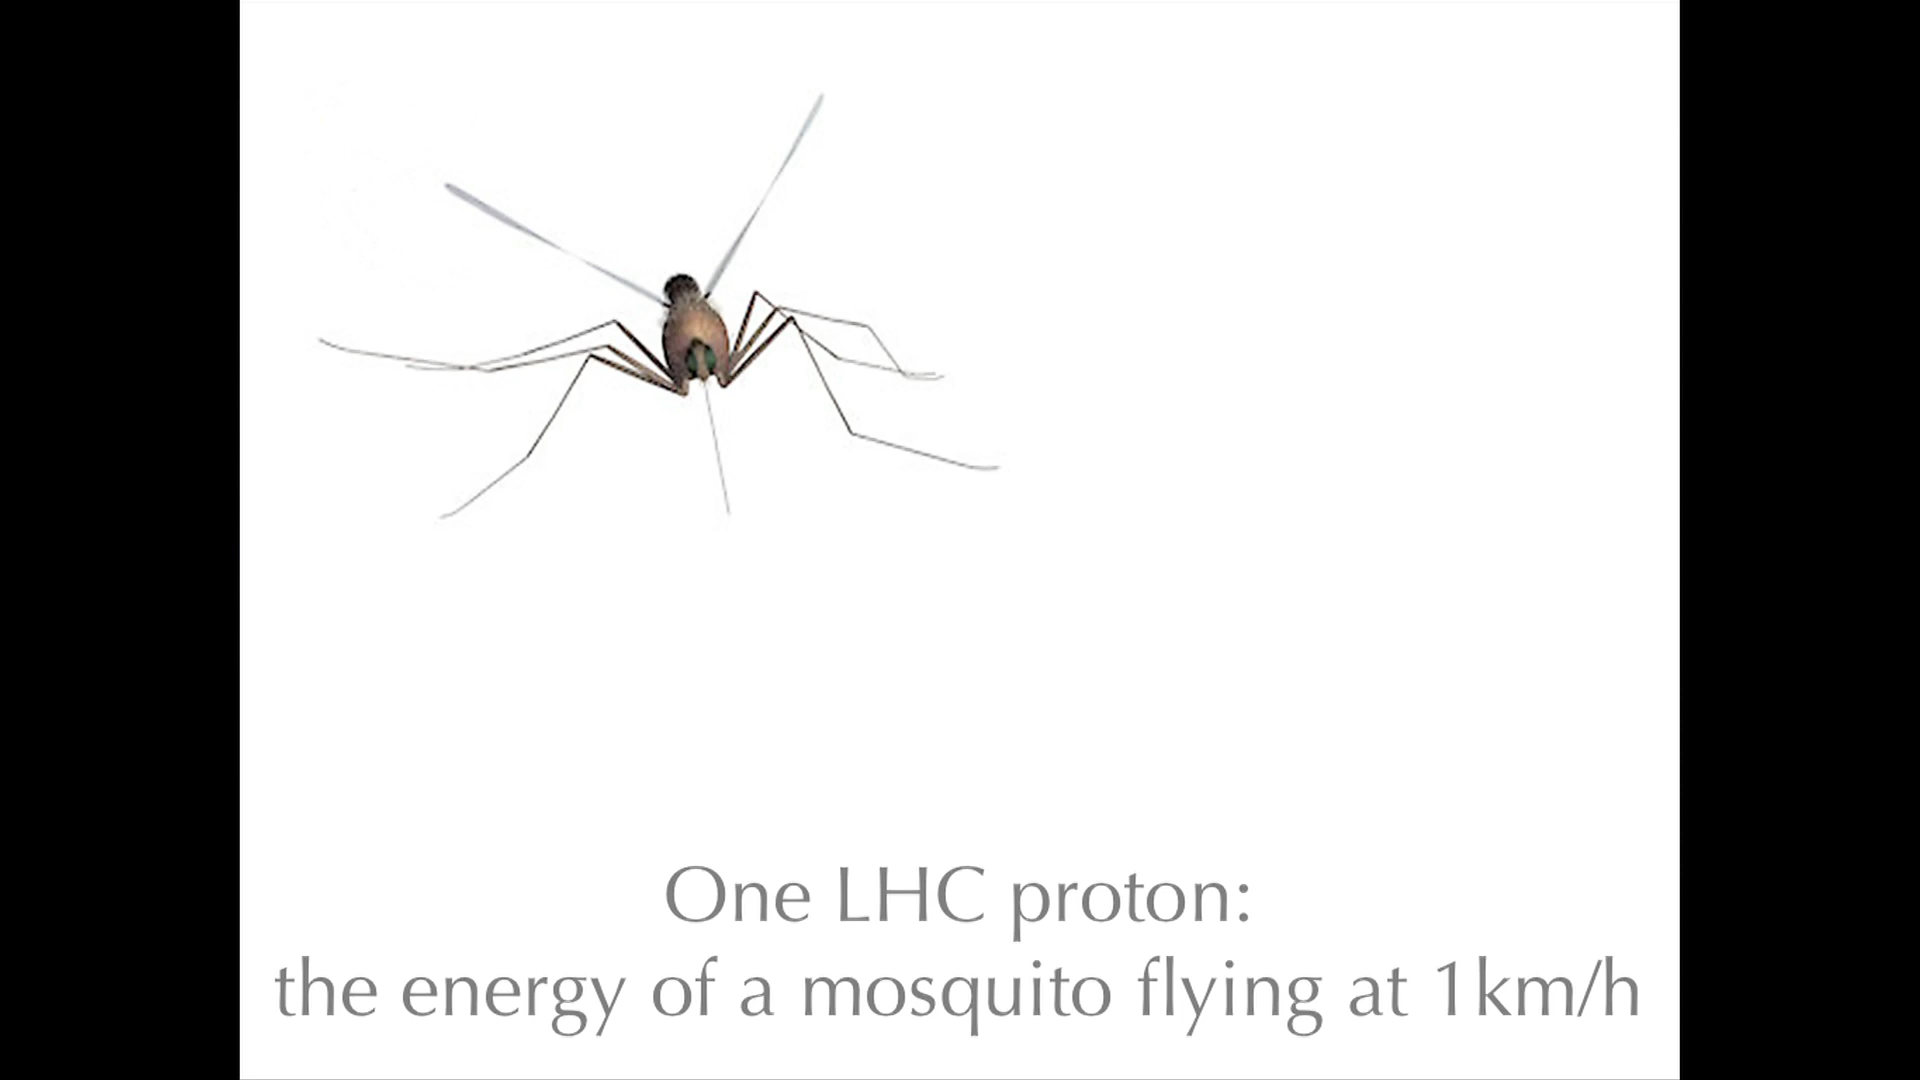 One LHC proton:
the energy of a mosquito flying at 1km/h